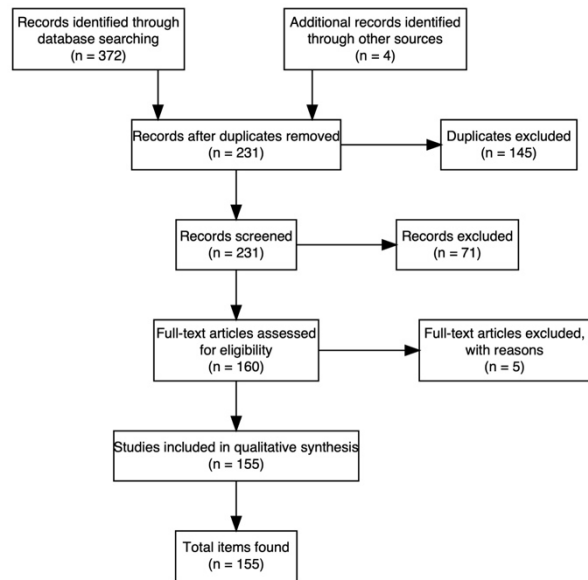 Records identified through
database searching
(n = 372)
Additional records identified
through other sources
(n = 4)
Records after duplicates removed
(n = 231)
Duplicates excluded
(n = 145)
Records screened
(n = 231)
Records excluded
(n = 71)
Full-text articles assessed
for eligibility
(n = 160)
Full-text articles excluded,
with reasons
(n = 5)
Studies included in qualitative synthesis
(n = 155)
Total items found
(n = 155)